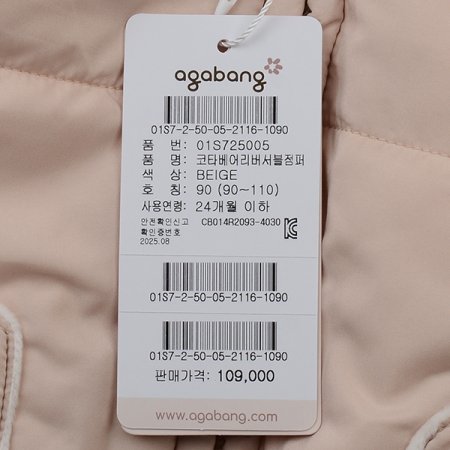 agabang
01S7-2-50-05-2116-1090
품 번: 01S725005
품 명: 코타베어리버서블점퍼
색 상: BEIGE
호 칭: 90 (90~110)
사용연령: 24개월 이하
안전확인신고 확인증번호 CB014R2093-4030
2025.08
01S7-2-50-05-2116-1090
01S7-2-50-05-2116-1090
판매가격: 109,000
www.agabang.com